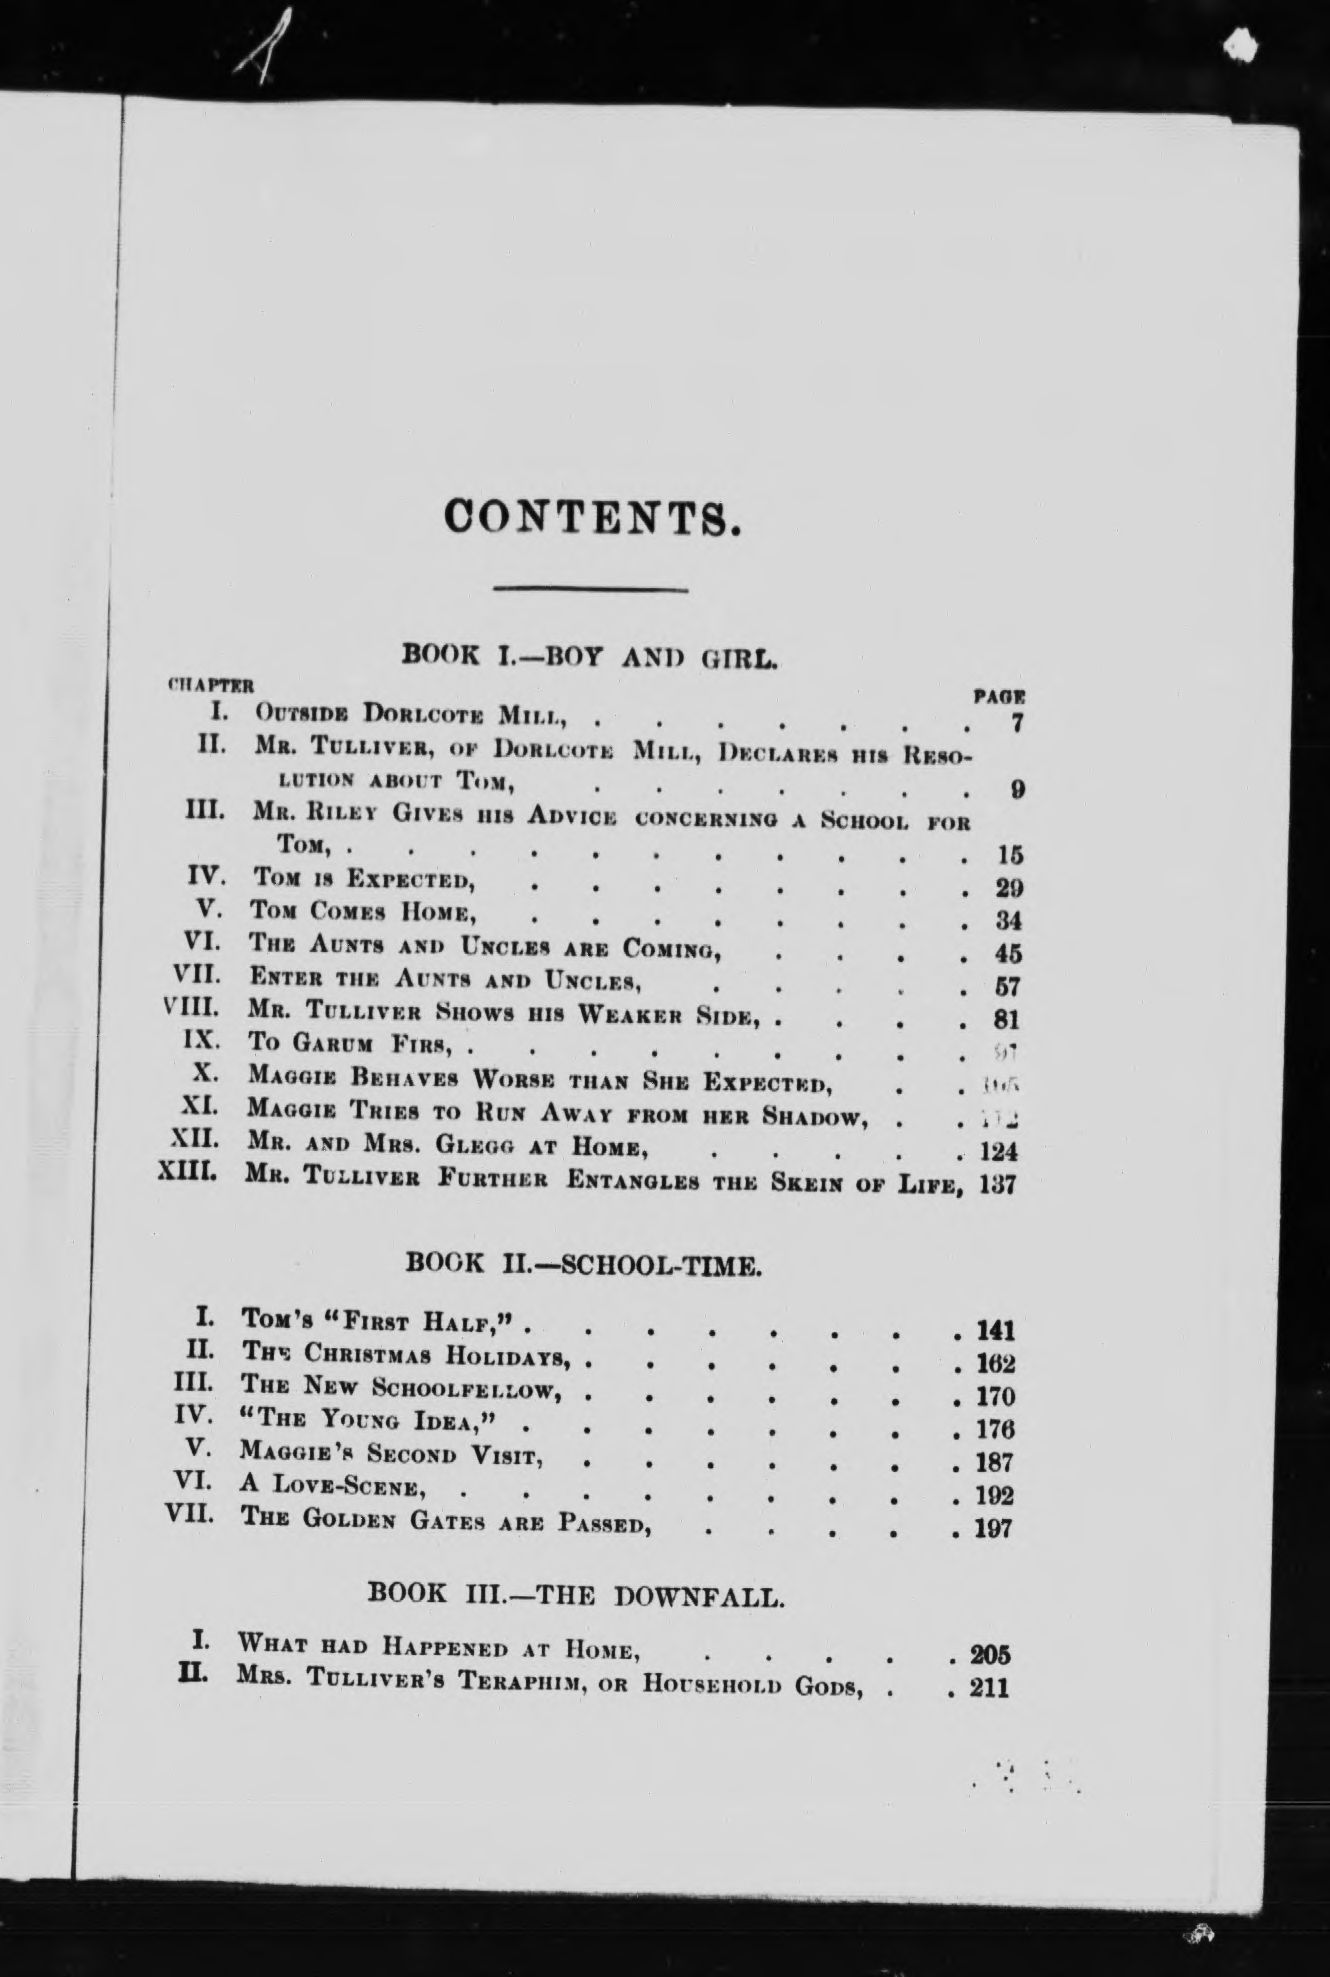 CONTENTS.
BOOK I.—BOY AND GIRL.
CHAPTER PAGE
I. OUTSIDE DORLCOTE MILL, . . . . . . . 7
II. MR. TULLIVER, OF DORLCOTE MILL, DECLARES HIS RESO-
LUTION ABOUT TOM, . . . . . . . 9
III. MR. RILEY GIVES HIS ADVICE CONCERNING A SCHOOL FOR
TOM, . . . . . . . . . . . 15
IV. TOM IS EXPECTED, . . . . . . . . 29
V. TOM COMES HOME, . . . . . . . . 34
VI. THE AUNTS AND UNCLES ARE COMING, . . . . 45
VII. ENTER THE AUNTS AND UNCLES, . . . . . 57
VIII. MR. TULLIVER SHOWS HIS WEAKER SIDE, . . . . 81
IX. TO GARUM FIRS, . . . . . . . . .
X. MAGGIE BEHAVES WORSE THAN SHE EXPECTED, . .
XI. MAGGIE TRIES TO RUN AWAY FROM HER SHADOW, . .
XII. MR. AND MRS. GLEGG AT HOME, . . . . . 124
XIII. MR. TULLIVER FURTHER ENTANGLES THE SKEIN OF LIFE, 137
BOOK II.—SCHOOL-TIME.
I. TOM'S "FIRST HALF," . . . . . . . . 141
II. THE CHRISTMAS HOLIDAYS, . . . . . . . 162
III. THE NEW SCHOOLFELLOW, . . . . . . . 170
IV. "THE YOUNG IDEA," . . . . . . . . 176
V. MAGGIE'S SECOND VISIT, . . . . . . . 187
VI. A LOVE-SCENE, . . . . . . . . . 192
VII. THE GOLDEN GATES ARE PASSED, . . . . . 197
BOOK III.—THE DOWNFALL.
I. WHAT HAD HAPPENED AT HOME, . . . . . 205
II. MRS. TULLIVER'S TERAPHIM, OR HOUSEHOLD GODS, . . 211